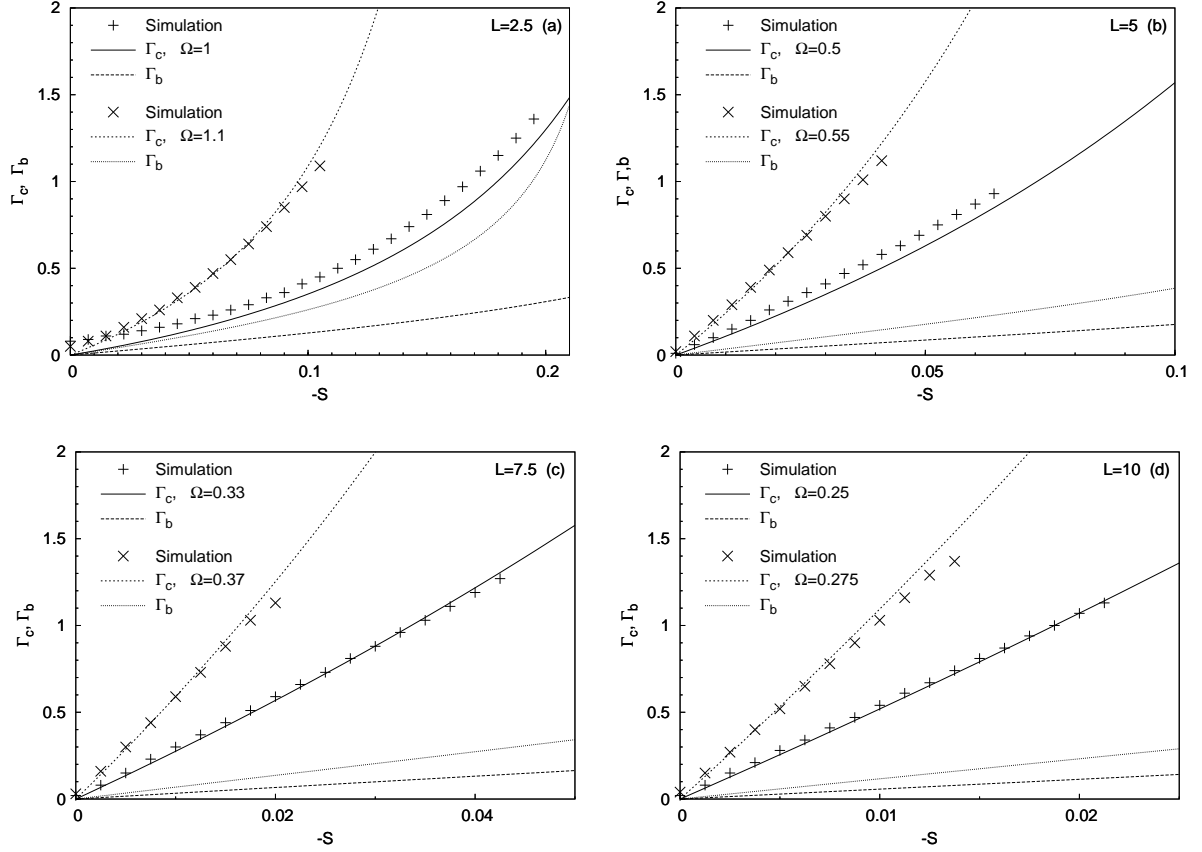 L=2.5 (a)
Simulation
Γc, Ω=1
Γb
Simulation
Γc, Ω=1.1
Γb
2
1.5
1
0.5
0
Γc, Γb
0
0.1
0.2
-S
L=5 (b)
Simulation
Γc, Ω=0.5
Γb
Simulation
Γc, Ω=0.55
Γb
2
1.5
1
0.5
0
Γc, Γ,b
0
0.05
0.1
-S
L=7.5 (c)
Simulation
Γc, Ω=0.33
Γb
Simulation
Γc, Ω=0.37
Γb
2
1.5
1
0.5
0
Γc, Γb
0
0.02
0.04
-S
L=10 (d)
Simulation
Γc, Ω=0.25
Γb
Simulation
Γc, Ω=0.275
Γb
2
1.5
1
0.5
0
Γc, Γb
0
0.01
0.02
-S